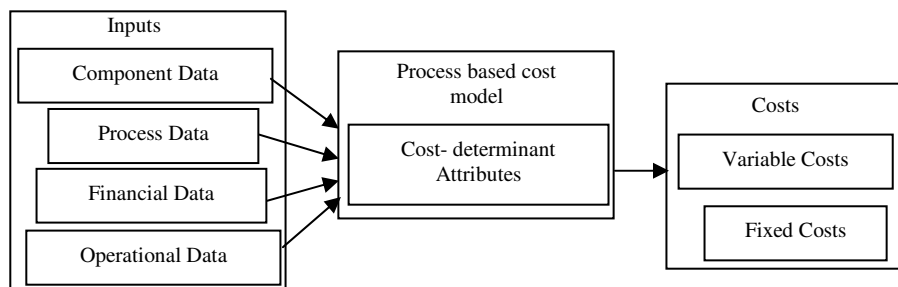 Inputs
Component Data
Process Data
Financial Data
Operational Data
Process based cost
model
Cost- determinant
Attributes
Costs
Variable Costs
Fixed Costs